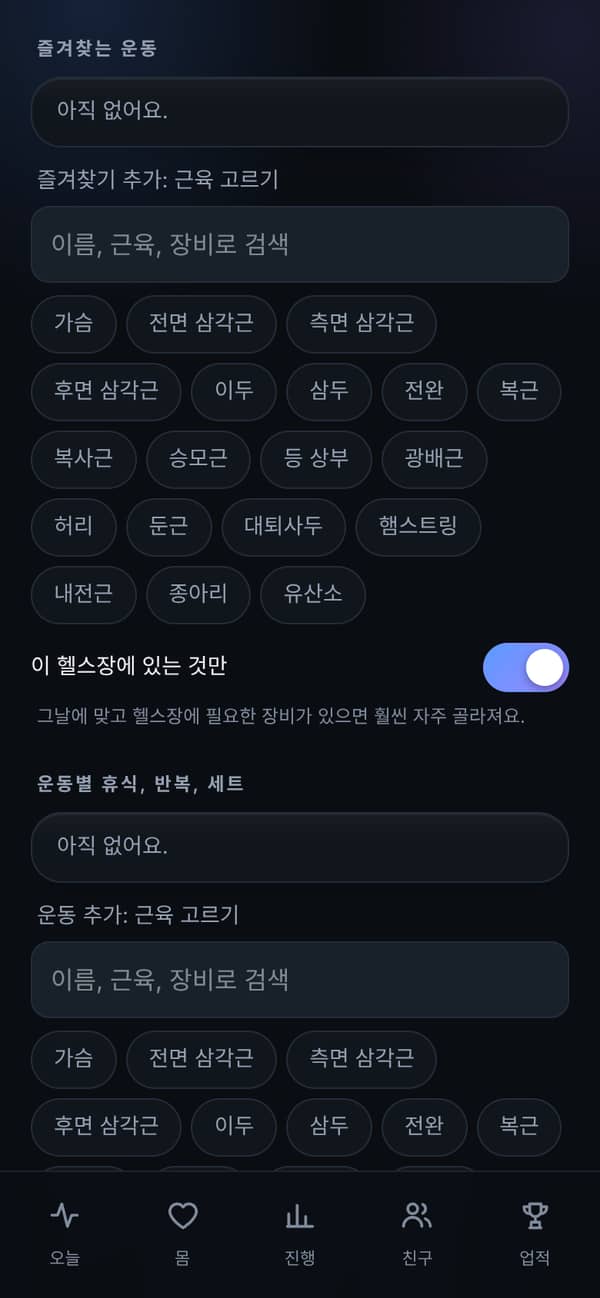 즐겨찾는 운동
아직 없어요.
즐겨찾기 추가: 근육 고르기
이름, 근육, 장비로 검색
가슴 전면 삼각근 측면 삼각근
후면 삼각근 이두 삼두 전완 복근
복사근 승모근 등 상부 광배근
허리 둔근 대퇴사두 햄스트링
내전근 종아리 유산소
이 헬스장에 있는 것만
그날에 맞고 헬스장에 필요한 장비가 있으면 훨씬 자주 골라져요.
운동별 휴식, 반복, 세트
아직 없어요.
운동 추가: 근육 고르기
이름, 근육, 장비로 검색
가슴 전면 삼각근 측면 삼각근
후면 삼각근 이두 삼두 전완 복근
오늘 몸 진행 친구 업적